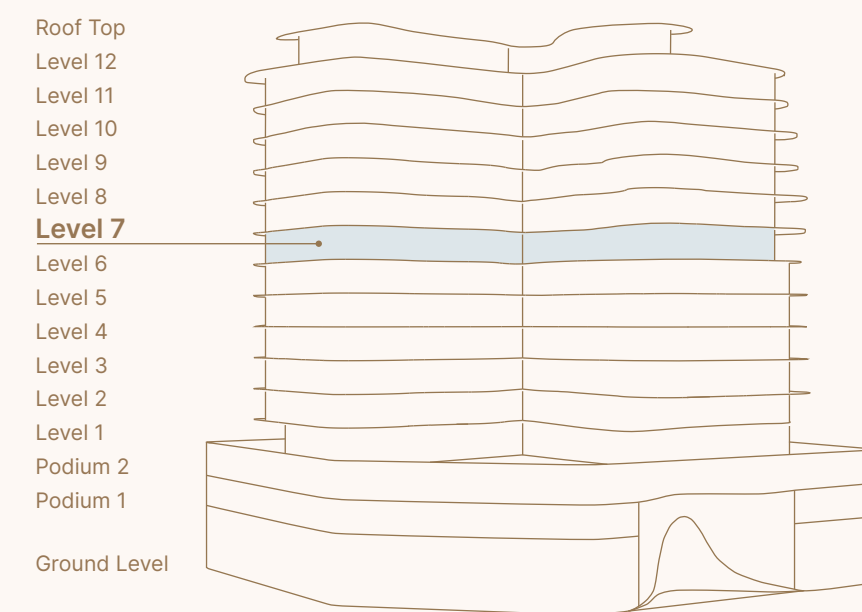 Roof Top
Level 12
Level 11
Level 10
Level 9
Level 8
Level 7
Level 6
Level 5
Level 4
Level 3
Level 2
Level 1
Podium 2
Podium 1
Ground Level